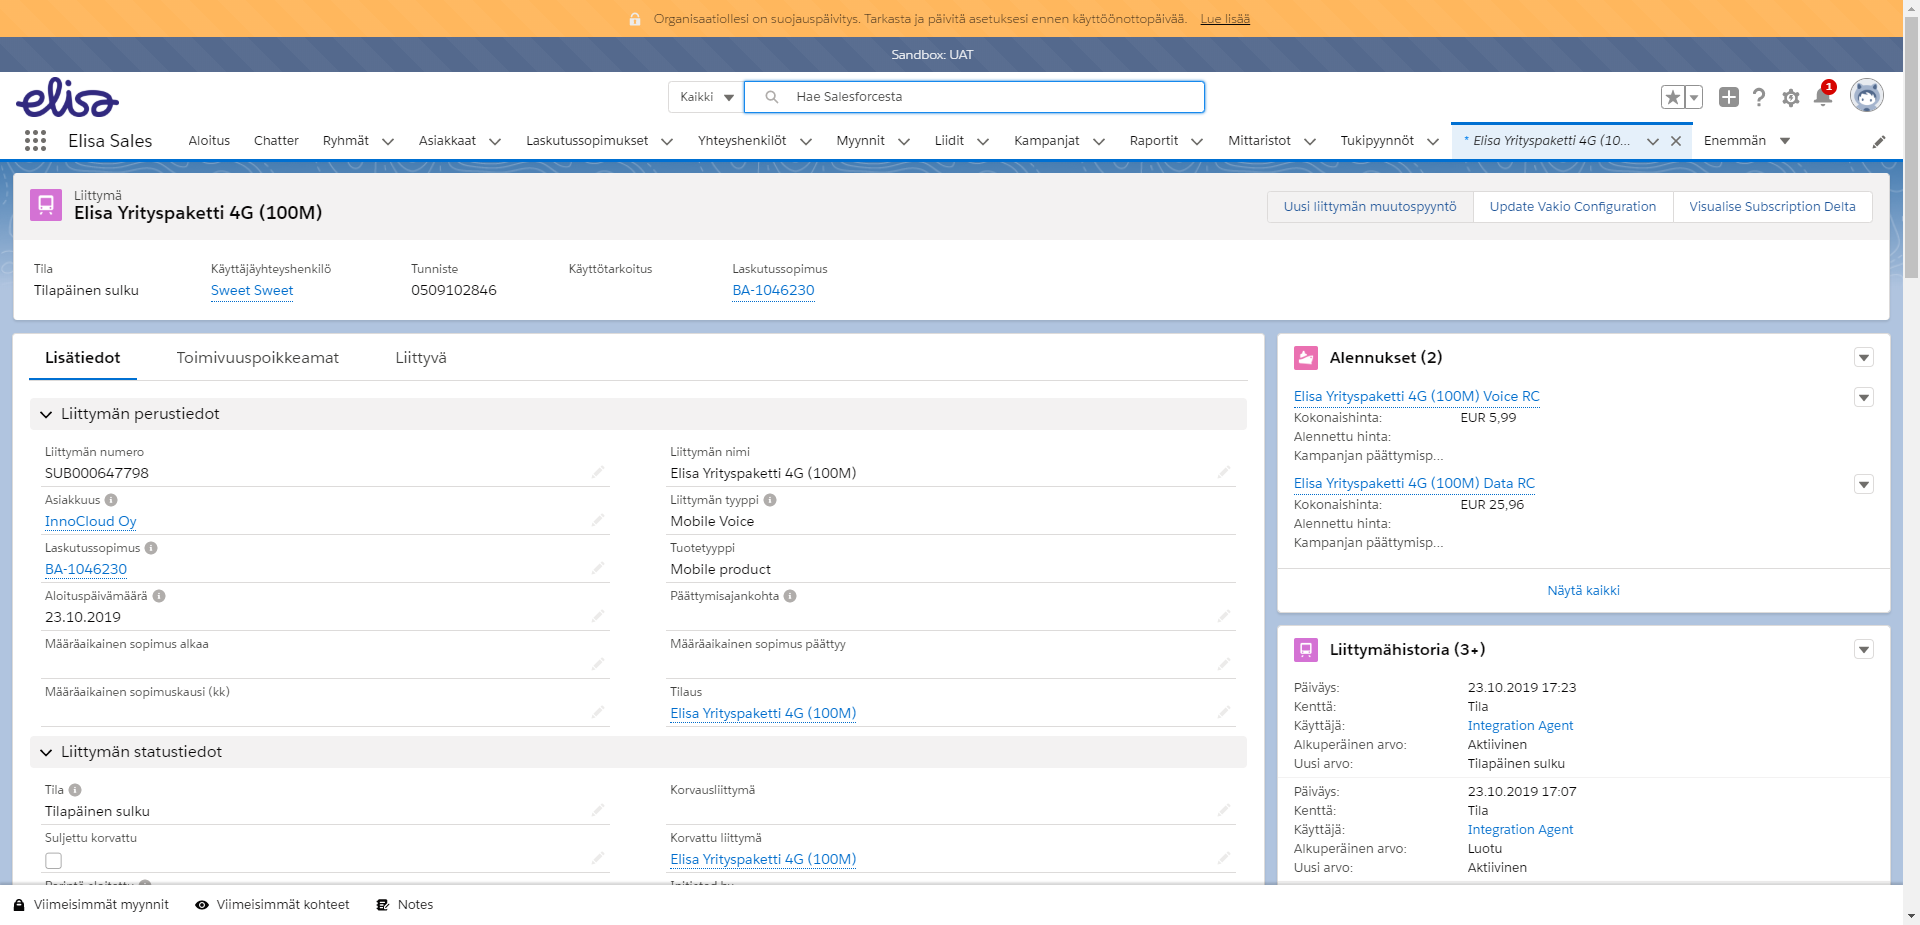 Organisaatiollesi on suojauspäivitys. Tarkasta ja päivitä asetuksesi ennen käyttöönottopäivää. Lue lisää
Sandbox: UAT
elisa
Kaikki
Hae Salesforcesta
1
Elisa Sales
Aloitus
Chatter
Ryhmät
Asiakkaat
Laskutussopimukset
Yhteyshenkilöt
Myynnit
Liidit
Kampanjat
Raportit
Mittaristot
Tukipyynnöt
* Elisa Yrityspaketti 4G (10...
Enemmän
Liittymä
Elisa Yrityspaketti 4G (100M)
Uusi liittymän muutospyyntö
Update Vakio Configuration
Visualise Subscription Delta
Tila
Tilapäinen sulku
Käyttäjäyhteyshenkilö
Sweet Sweet
Tunniste
0509102846
Käyttötarkoitus
Laskutussopimus
BA-1046230
Lisätiedot
Toimivuuspoikkeamat
Liittyvä
Liittymän perustiedot
Liittymän numero
SUB000647798
Liittymän nimi
Elisa Yrityspaketti 4G (100M)
Asiakkuus
InnoCloud Oy
Liittymän tyyppi
Mobile Voice
Laskutussopimus
BA-1046230
Tuotetyyppi
Mobile product
Aloituspäivämäärä
23.10.2019
Päättymisajankohta
Määräaikainen sopimus alkaa
Määräaikainen sopimus päättyy
Määräaikainen sopimuskausi (kk)
Tilaus
Elisa Yrityspaketti 4G (100M)
Liittymän statustiedot
Tila
Tilapäinen sulku
Korvausliittymä
Suljettu korvattu
Korvattu liittymä
Elisa Yrityspaketti 4G (100M)
Perintä aloitettu
Initiated by
Alennukset (2)
Elisa Yrityspaketti 4G (100M) Voice RC
Kokonaishinta: EUR 5,99
Alennettu hinta:
Kampanjan päättymisp...
Elisa Yrityspaketti 4G (100M) Data RC
Kokonaishinta: EUR 25,96
Alennettu hinta:
Kampanjan päättymisp...
Näytä kaikki
Liittymähistoria (3+)
Päiväys: 23.10.2019 17:23
Kenttä: Tila
Käyttäjä: Integration Agent
Alkuperäinen arvo: Aktiivinen
Uusi arvo: Tilapäinen sulku
Päiväys: 23.10.2019 17:07
Kenttä: Tila
Käyttäjä: Integration Agent
Alkuperäinen arvo: Luotu
Uusi arvo: Aktiivinen
Viimeisimmät myynnit
Viimeisimmät kohteet
Notes